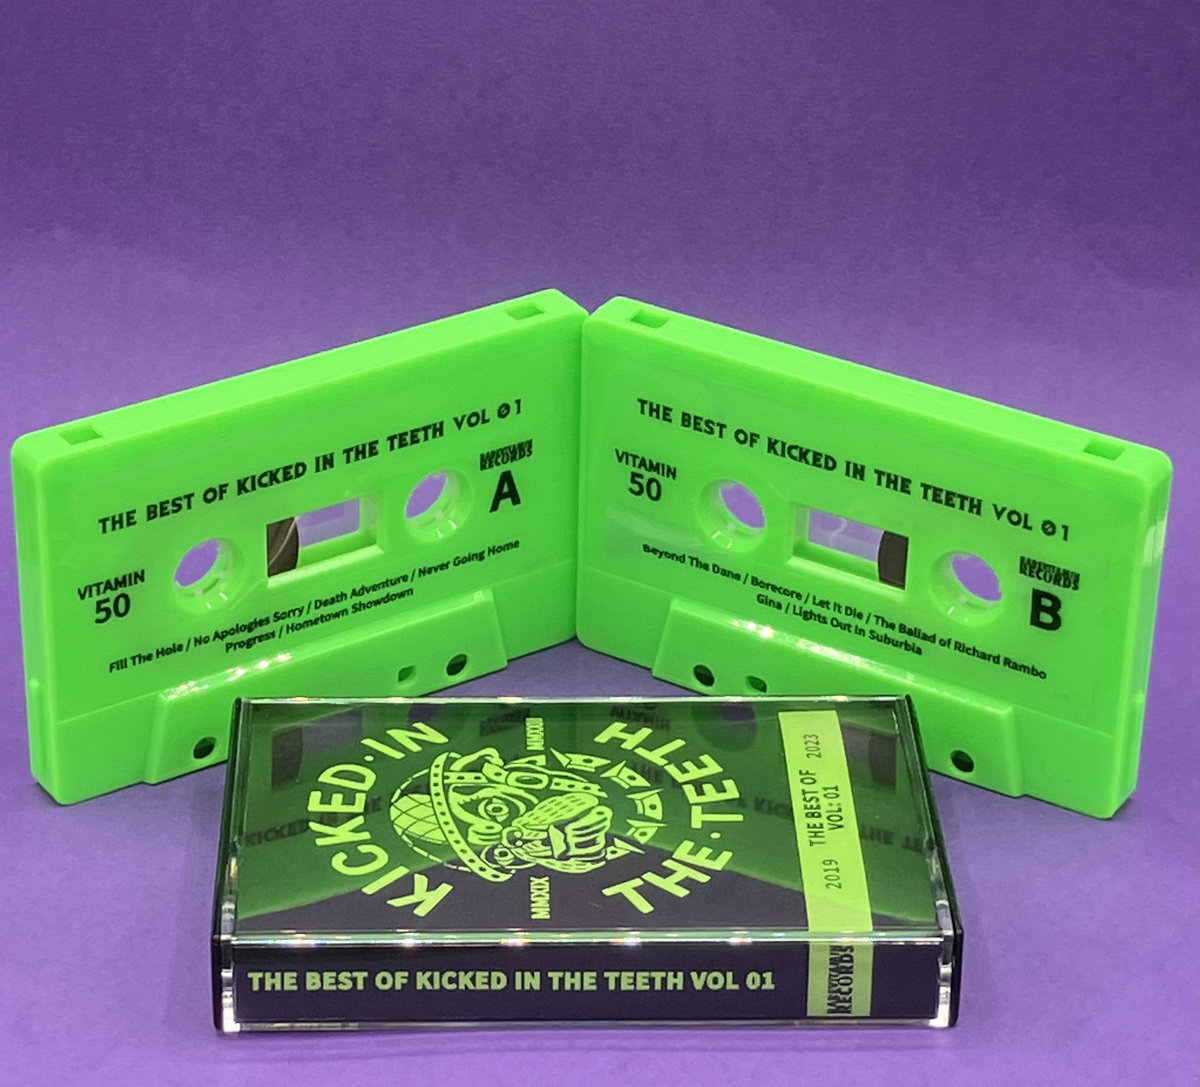 THE BEST OF KICKED IN THE TEETH VOL 01
VITAMIN
50
RECORDS
A
Fill The Hole / No Apologies Sorry / Death Adventure / Never Going Home
Progress / Hometown Showdown
THE BEST OF KICKED IN THE TEETH VOL 01
VITAMIN
50
RECORDS
B
Beyond The Dane / Borecore / Let It Die / The Ballad of Richard Rambo
Gina / Lights Out In Suburbia
KICKED·IN
THE·TEETH
MMXIX
2019 THE BEST OF 2023
VOL: 01
THE BEST OF KICKED IN THE TEETH VOL 01
RECORDS